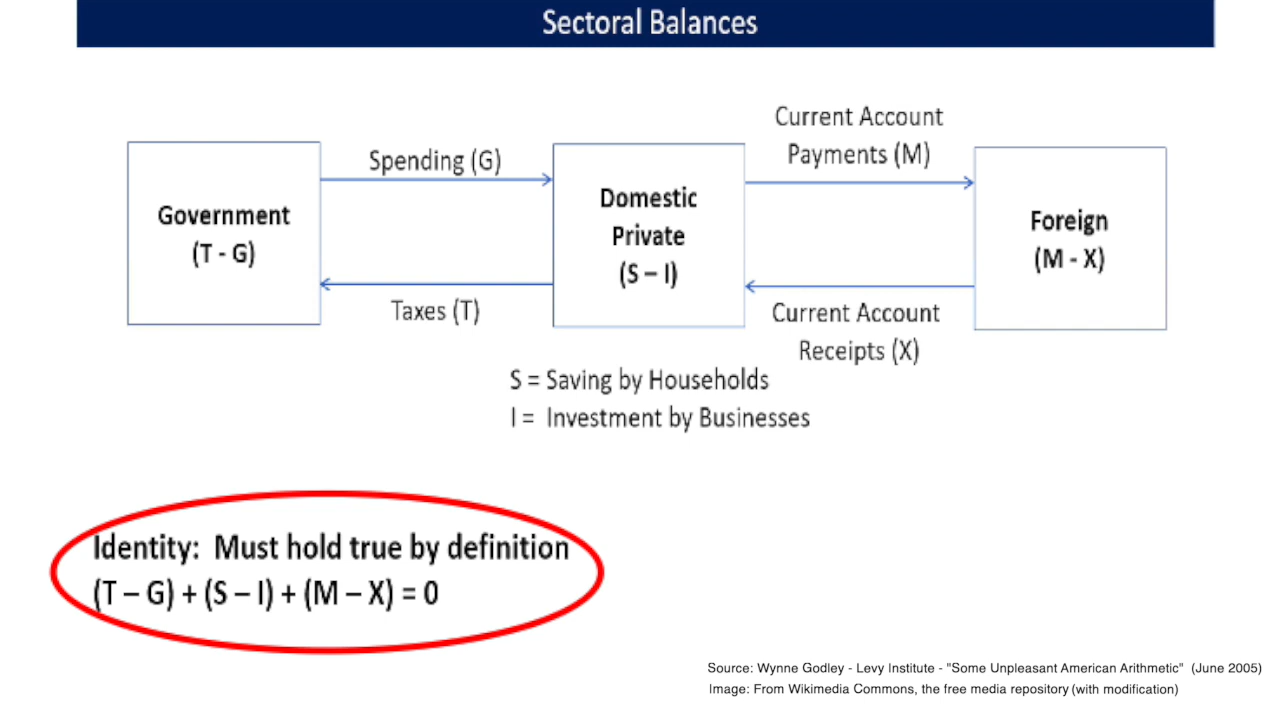 Sectoral Balances
Current Account
Payments (M)
Spending (G)
Government
(T - G)
Domestic
Private
(S – I)
Foreign
(M - X)
Taxes (T)
Current Account
Receipts (X)
S = Saving by Households
I = Investment by Businesses
Identity: Must hold true by definition
(T – G) + (S – I) + (M – X) = 0
Source: Wynne Godley - Levy Institute - "Some Unpleasant American Arithmetic" (June 2005)
Image: From Wikimedia Commons, the free media repository (with modification)